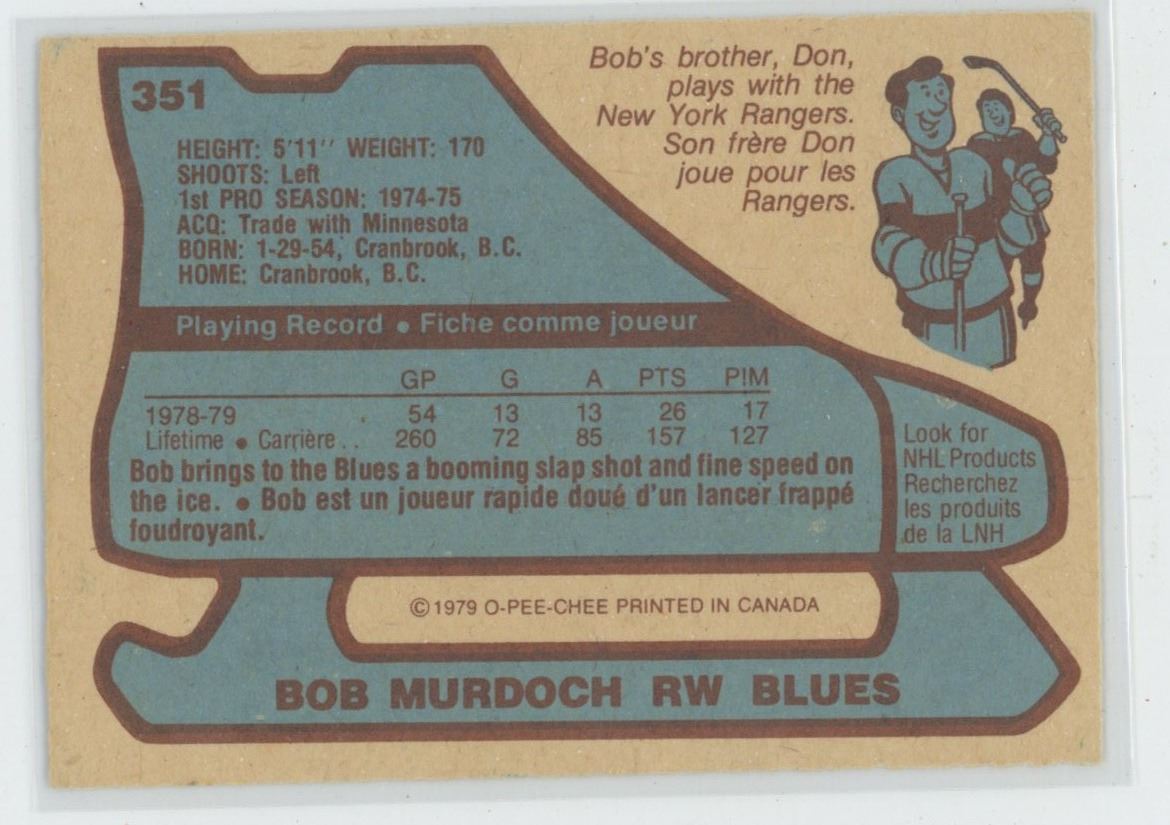 351
Bob's brother, Don,
plays with the
New York Rangers.
Son frère Don
joue pour les
Rangers.
HEIGHT: 5'11'' WEIGHT: 170
SHOOTS: Left
1st PRO SEASON: 1974-75
ACQ: Trade with Minnesota
BORN: 1-29-54, Cranbrook, B.C.
HOME: Cranbrook, B.C.
Playing Record • Fiche comme joueur
GP G A PTS PIM
1978-79 . 54 13 13 26 17
Lifetime • Carrière . . 260 72 85 157 127
Bob brings to the Blues a booming slap shot and fine speed on
the ice. • Bob est un joueur rapide doué d'un lancer frappé
foudroyant.
Look for
NHL Products
Recherchez
les produits
de la LNH
© 1979 O-PEE-CHEE PRINTED IN CANADA
BOB MURDOCH RW BLUES